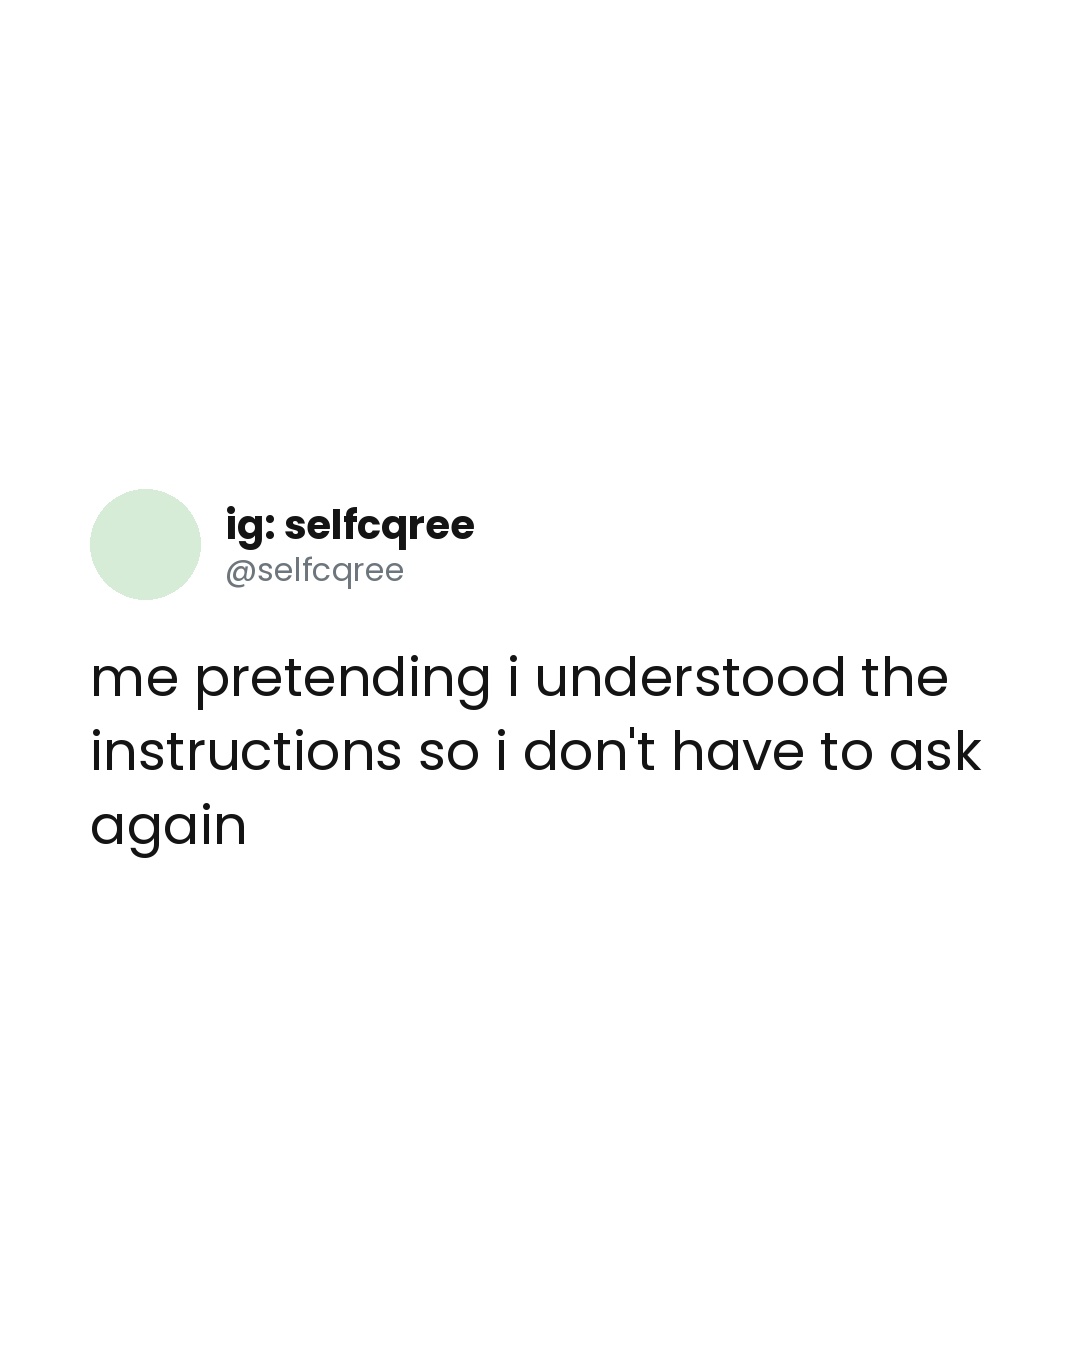 ig: selfcqree
@selfcqree
me pretending i understood the
instructions so i don't have to ask
again